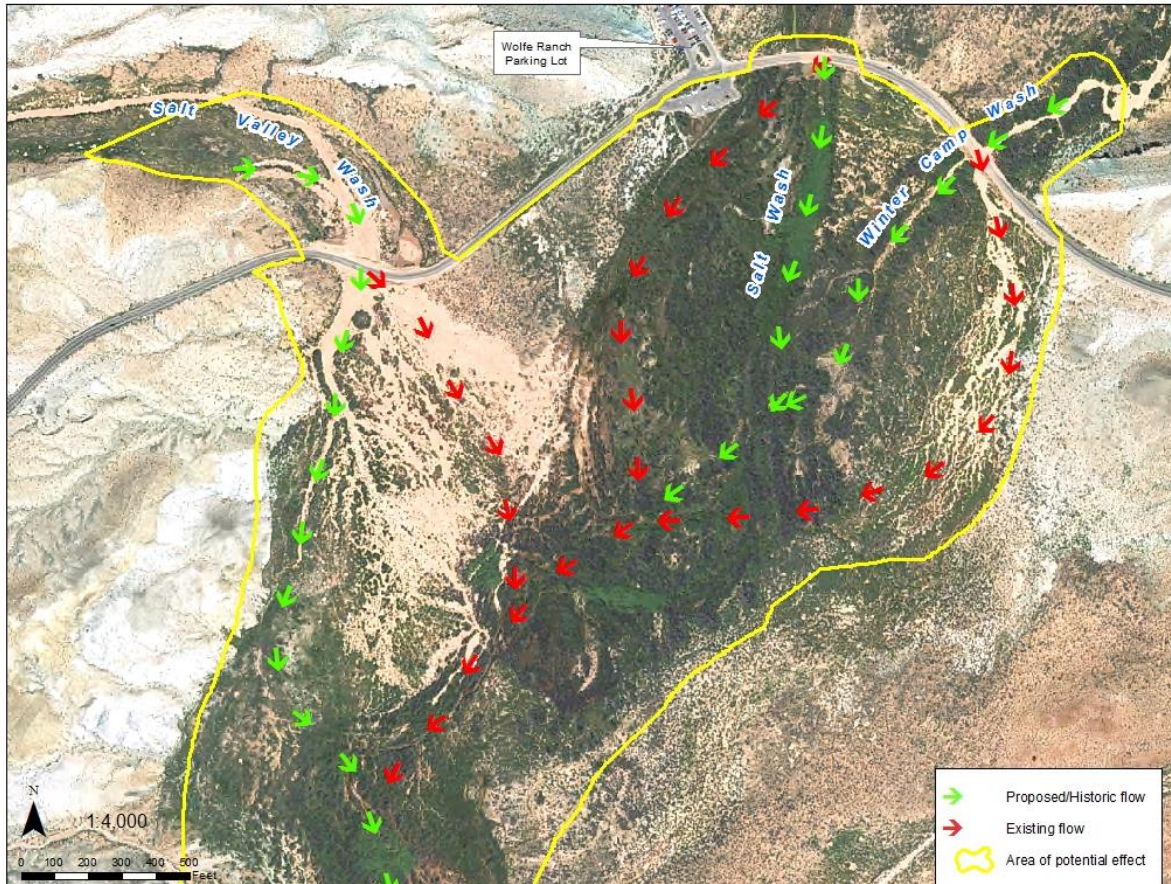 Wolfe Ranch
Parking Lot
Salt Valley Wash
Salt Wash
Winter Camp Wash
N
1:4,000
0 100 200 300 400 500
Feet
Proposed/Historic flow
Existing flow
Area of potential effect